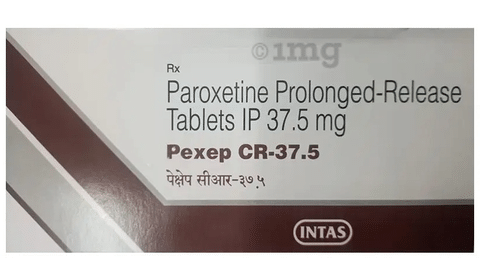 ©1mg
Rx
Paroxetine Prolonged-Release
Tablets IP 37.5 mg
Pexep CR-37.5
पेक्षेप सीआर-३७.५
INTAS